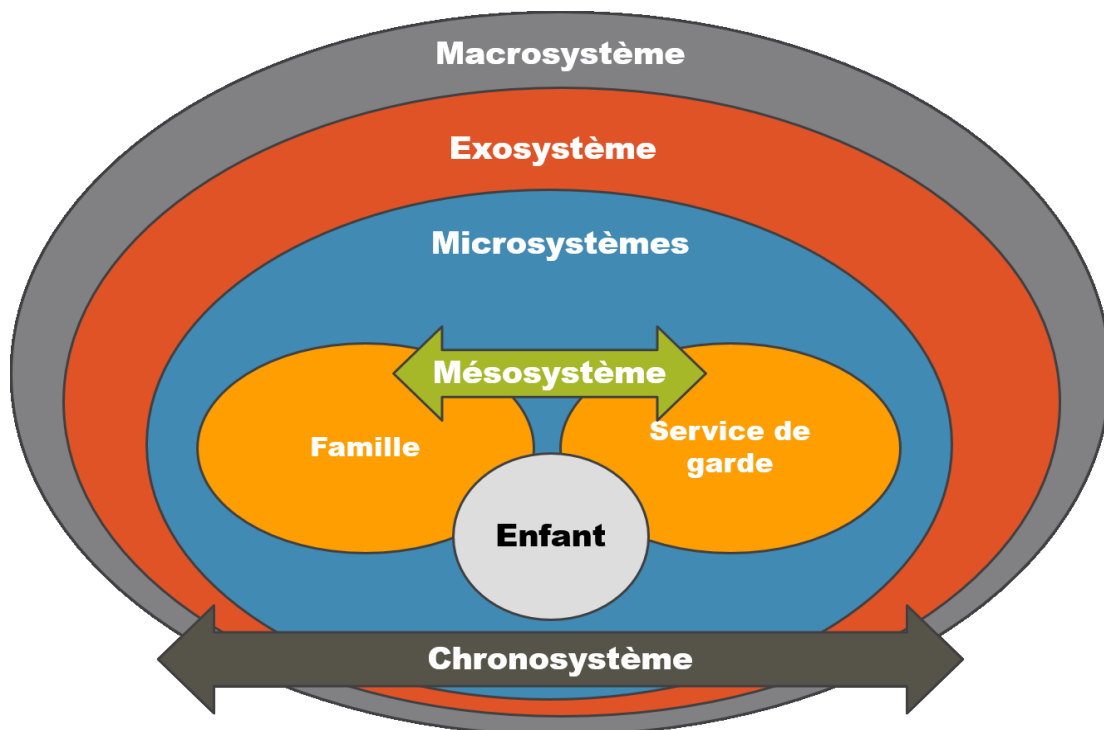 Macrosystème
Exosystème
Microsystèmes
Mésosystème
Famille
Service de
garde
Enfant
Chronosystème